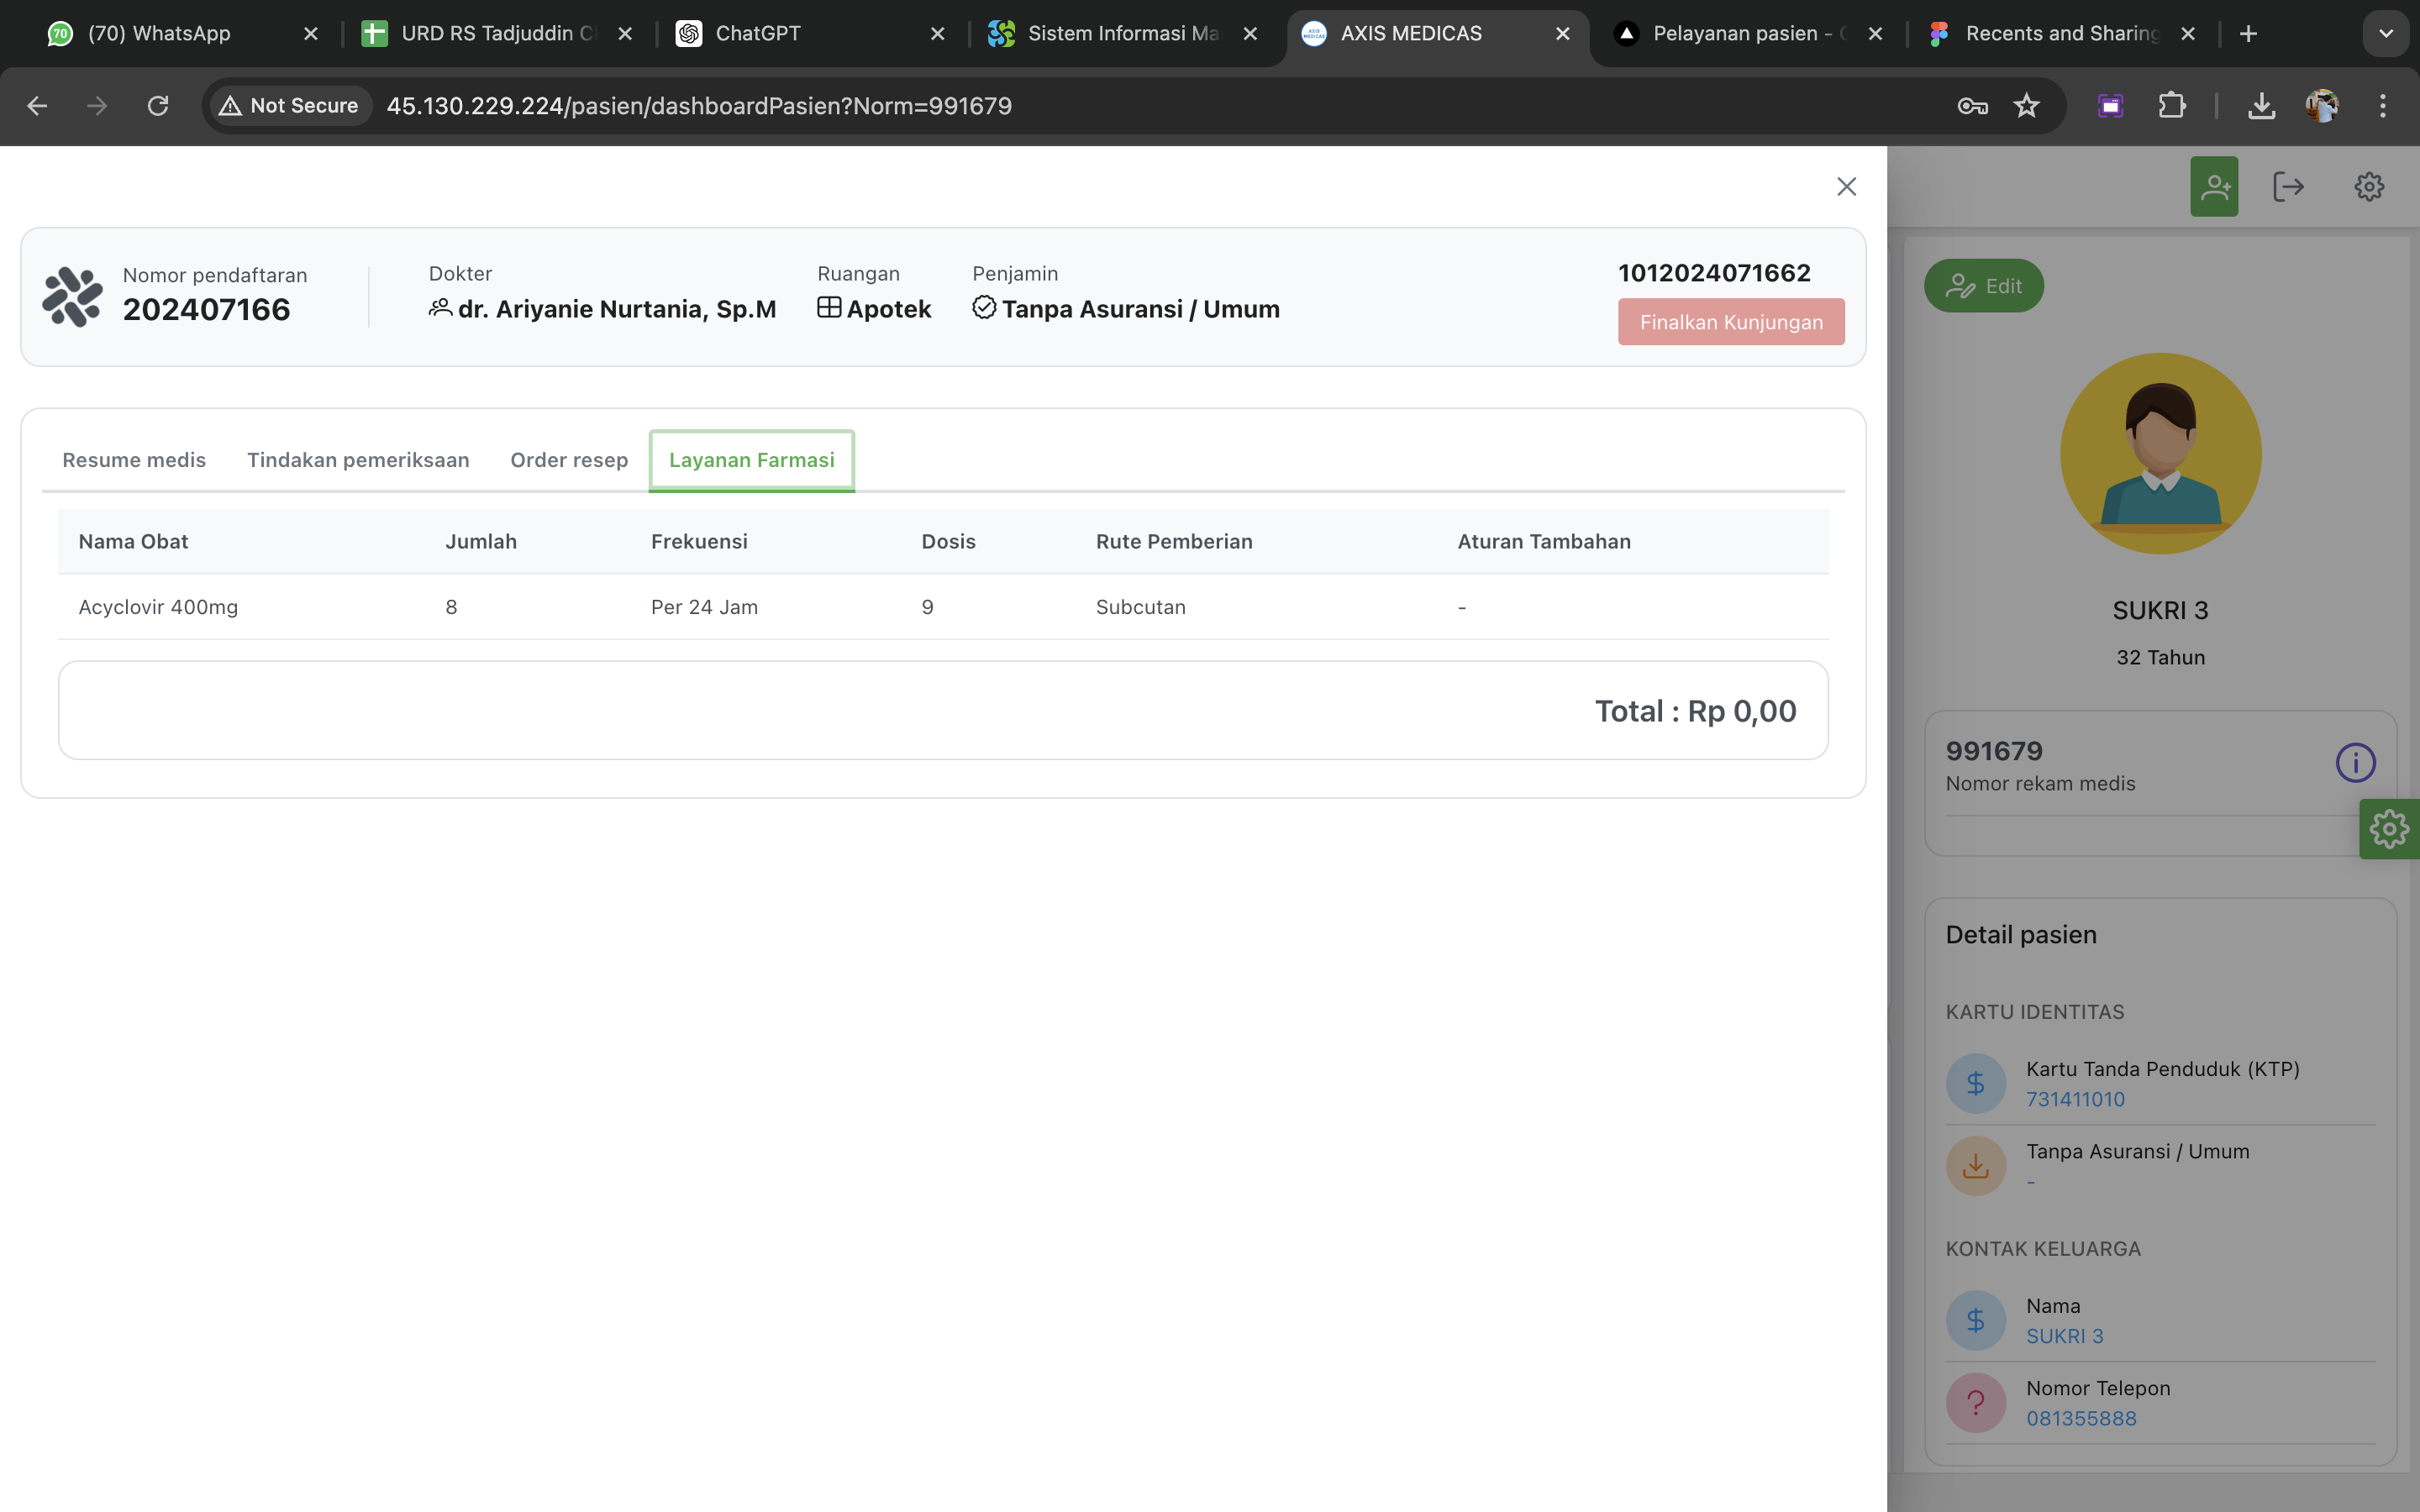 (70) WhatsApp
URD RS Tadjuddin C
ChatGPT
Sistem Informasi Ma
AXIS MEDICAS
Pelayanan pasien -
Recents and Sharing
Not Secure
45.130.229.224/pasien/dashboardPasien?Norm=991679
Nomor pendaftaran
202407166
Dokter
dr. Ariyanie Nurtania, Sp.M
Ruangan
Apotek
Penjamin
Tanpa Asuransi / Umum
1012024071662
Finalkan Kunjungan
Resume medis
Tindakan pemeriksaan
Order resep
Layanan Farmasi
Nama Obat Jumlah Frekuensi Dosis Rute Pemberian Aturan Tambahan
Acyclovir 400mg 8 Per 24 Jam 9 Subcutan -
Total : Rp 0,00
Edit
SUKRI 3
32 Tahun
991679
Nomor rekam medis
Detail pasien
KARTU IDENTITAS
Kartu Tanda Penduduk (KTP)
731411010
Tanpa Asuransi / Umum
-
KONTAK KELUARGA
Nama
SUKRI 3
Nomor Telepon
081355888